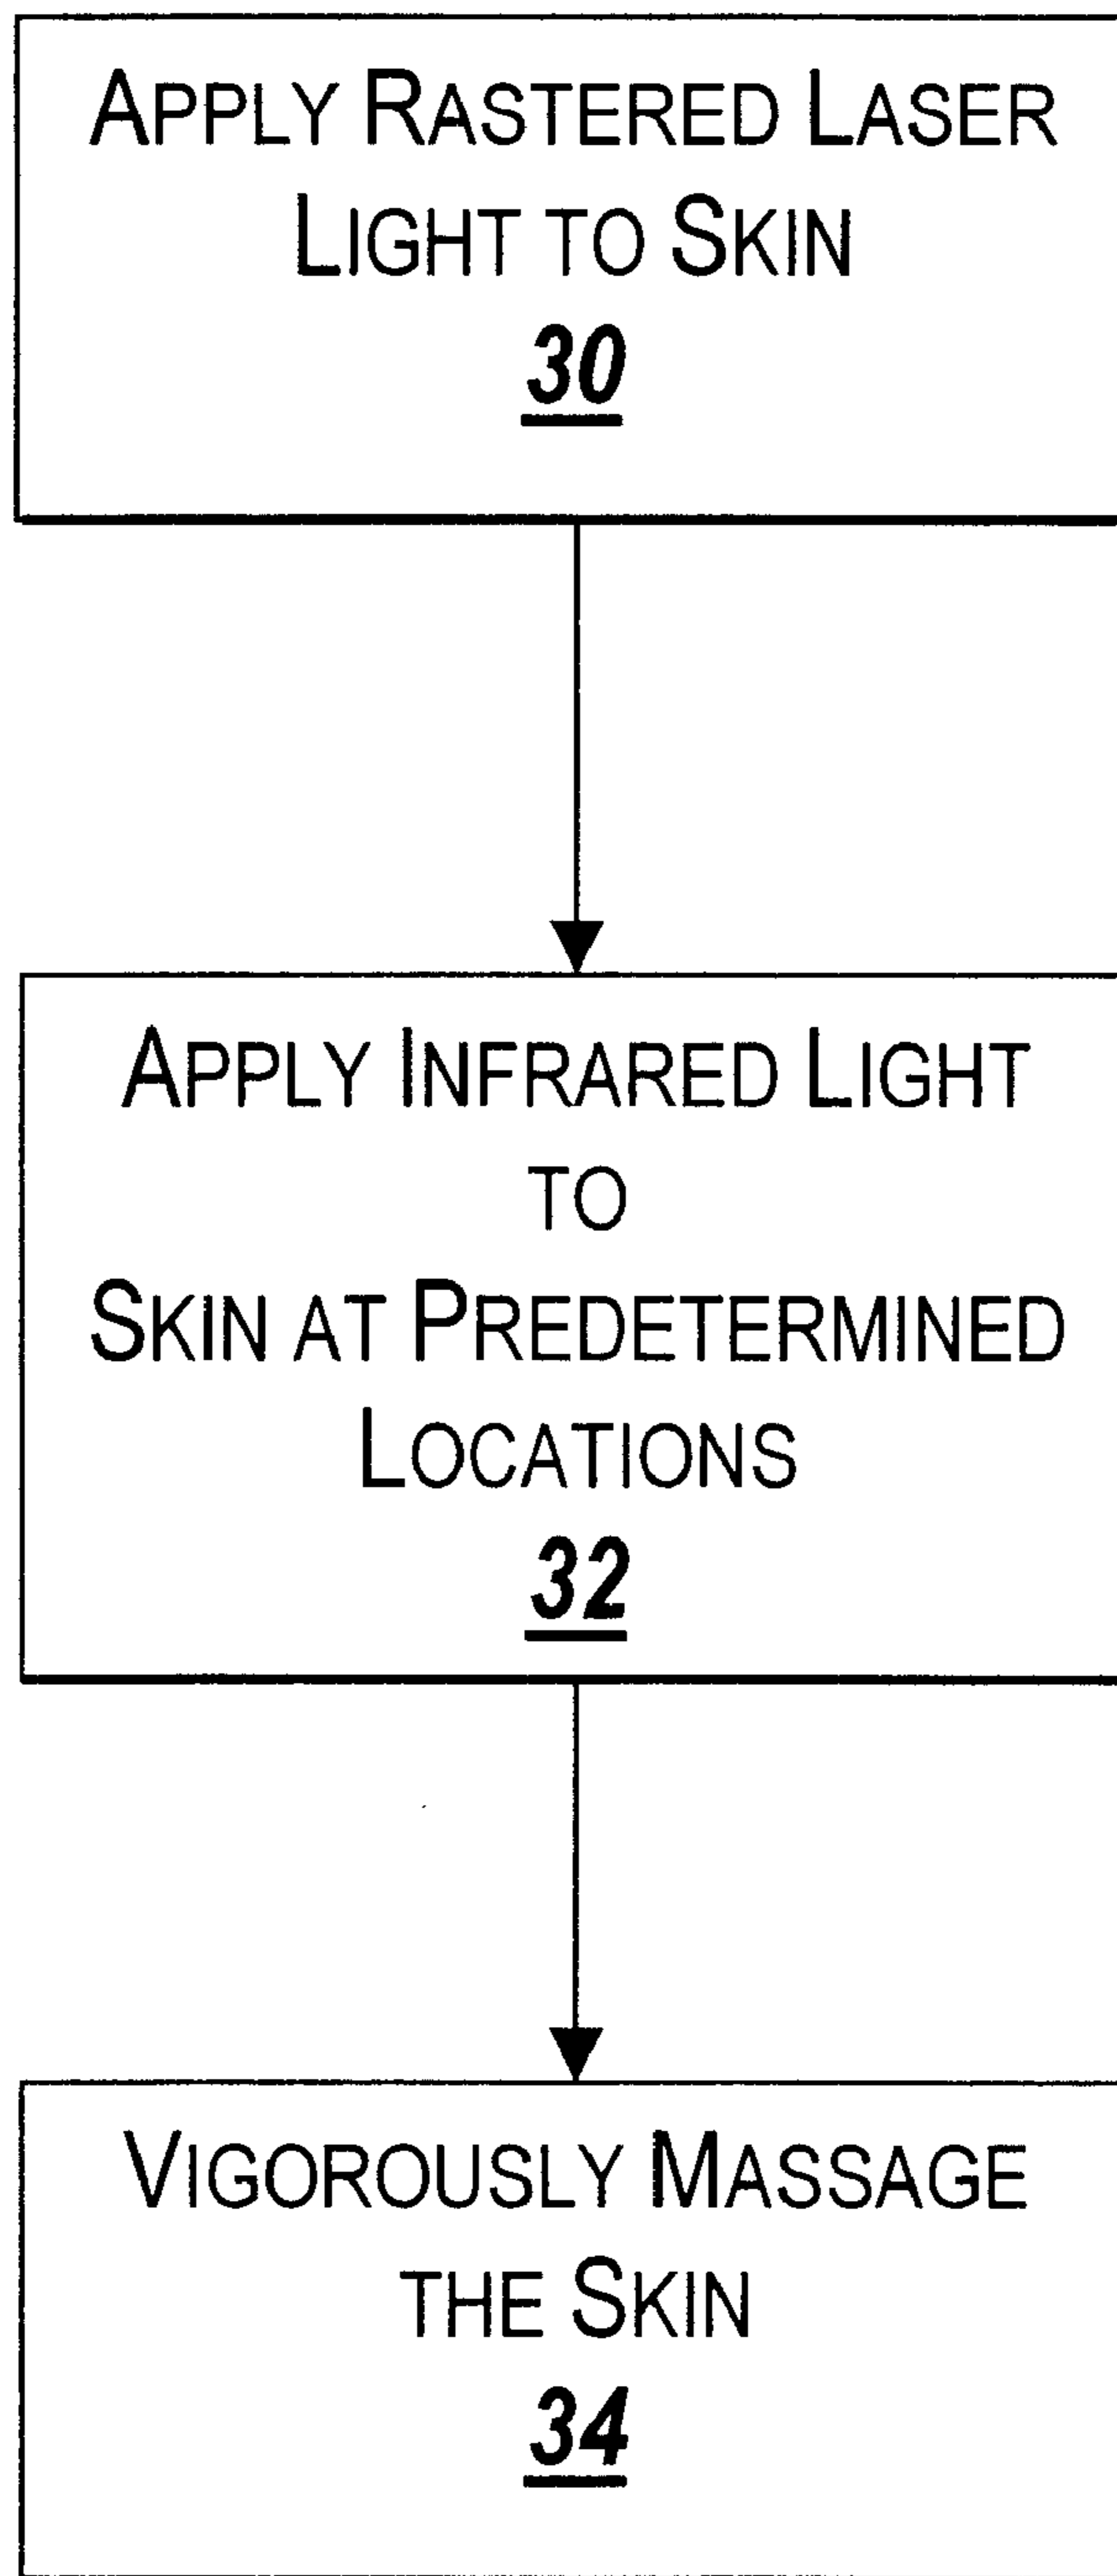 APPLY RASTERED LASER
LIGHT TO SKIN
30
APPLY INFRARED LIGHT
TO
SKIN AT PREDETERMINED
LOCATIONS
32
VIGOROUSLY MASSAGE
THE SKIN
34